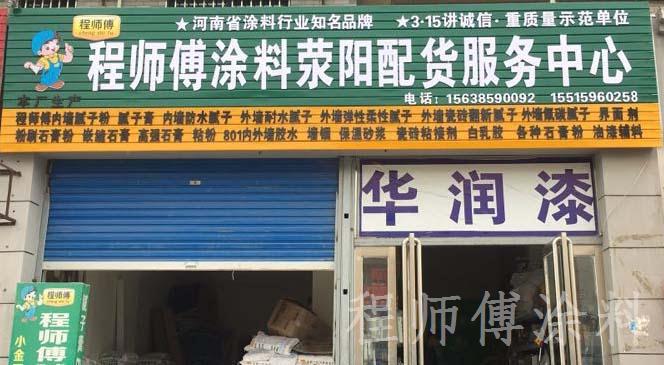 程师傅
cheng shi fu
★河南省涂料行业知名品牌 ★3·15讲诚信·重质量示范单位
程师傅涂料荥阳配货服务中心
本厂生产
电话：15638590092 15515960258
程师傅内墙腻子粉 腻子膏 内墙防水腻子 外墙耐水腻子 外墙弹性柔性腻子 外墙瓷砖翻新腻子 外墙氟碳腻子 界面剂
粉刷石膏粉 嵌缝石膏 高强石膏 粘粉 801内外墙胶水 墙锢 保温砂浆 瓷砖粘接剂 白乳胶 各种石膏粉 油漆辅料
华润漆
程师傅
cheng shi fu
程师傅
小金
程师傅涂料